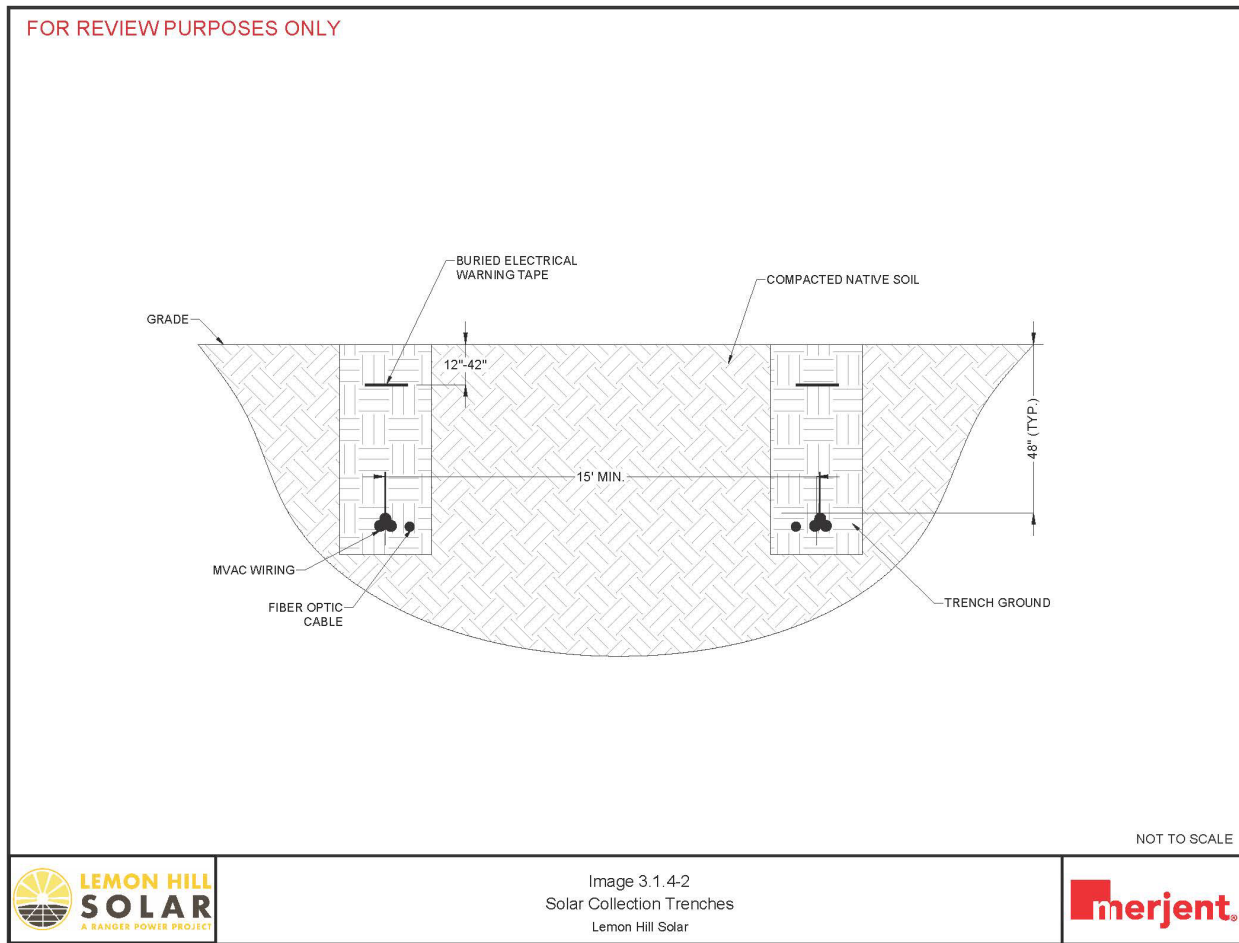 FOR REVIEW PURPOSES ONLY
BURIED ELECTRICAL
WARNING TAPE
COMPACTED NATIVE SOIL
GRADE
12"-42"
48" (TYP.)
15' MIN.
MVAC WIRING
FIBER OPTIC
CABLE
TRENCH GROUND
NOT TO SCALE
LEMON HILL
SOLAR
A RANGER POWER PROJECT
Image 3.1.4-2
Solar Collection Trenches
Lemon Hill Solar
merjent®